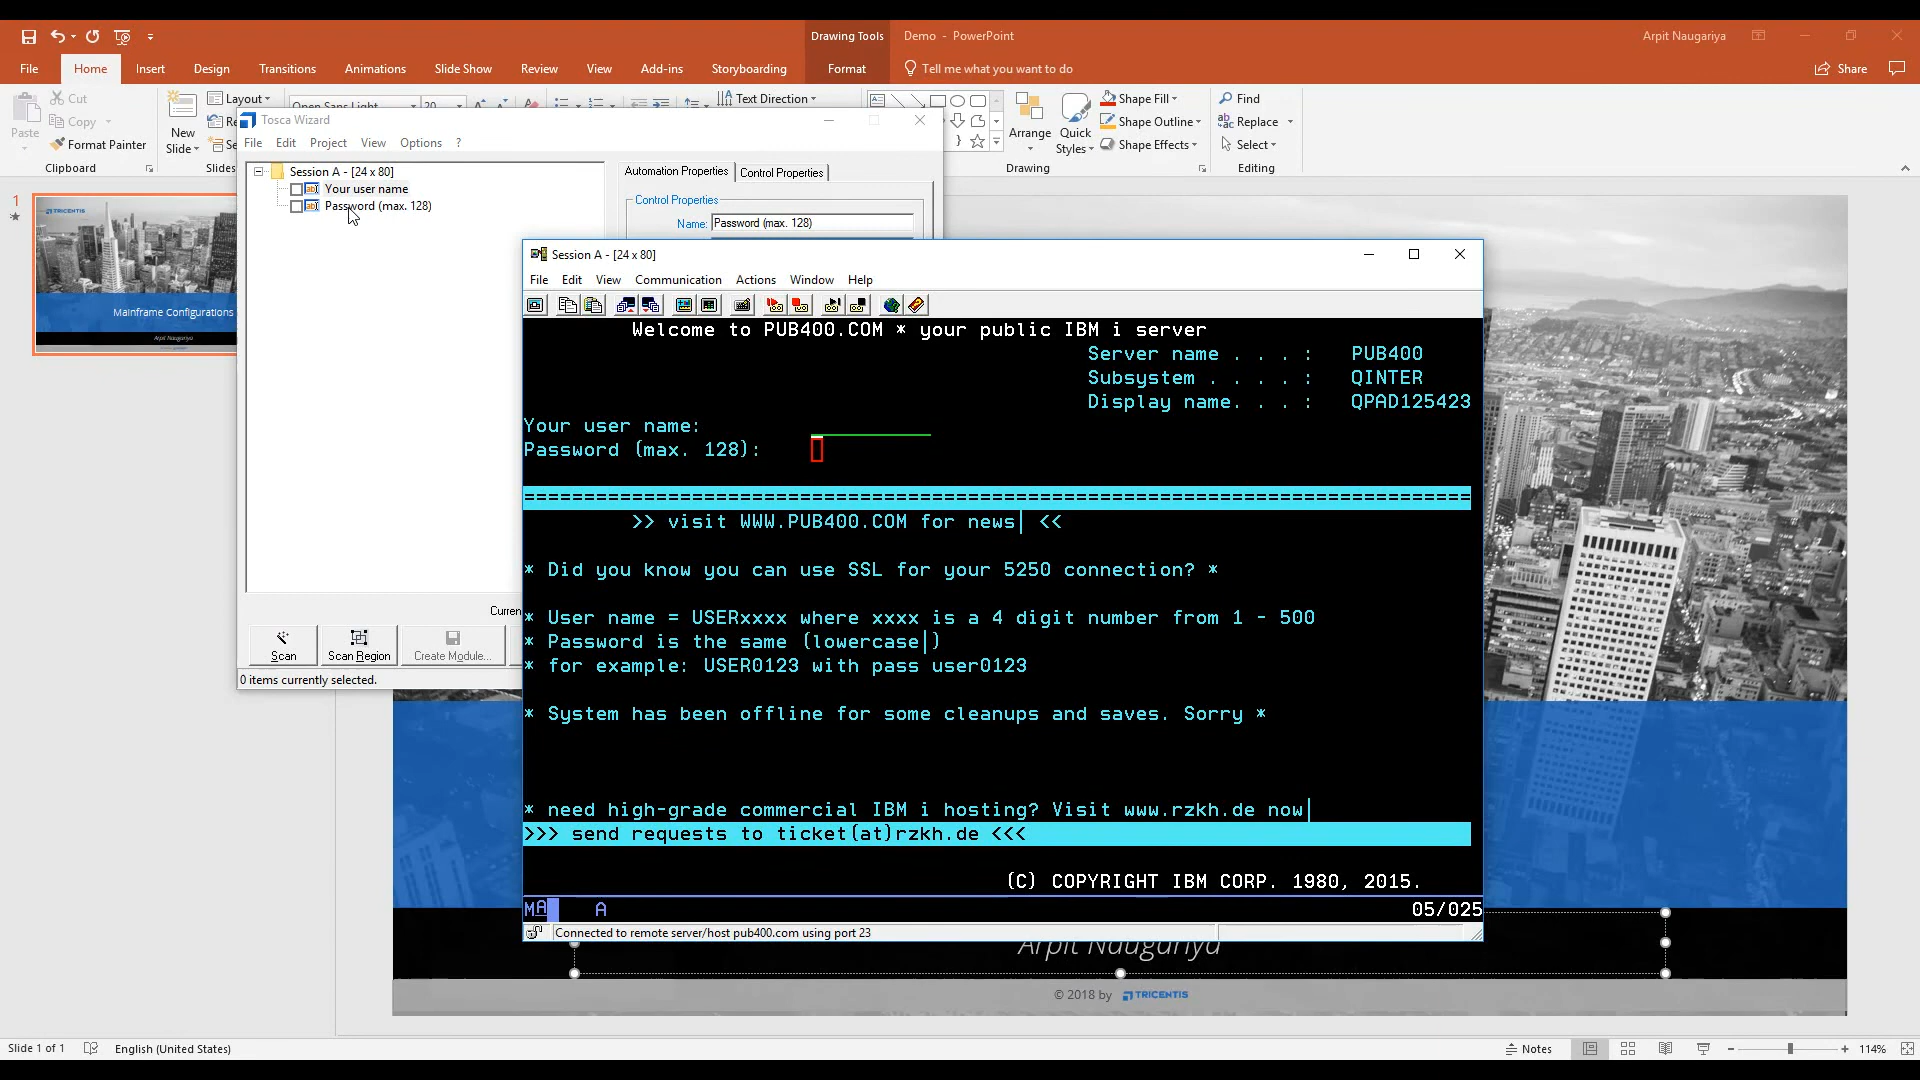 Drawing Tools
Demo - PowerPoint
Arpit Naugariya
File
Home
Insert
Design
Transitions
Animations
Slide Show
Review
View
Add-ins
Storyboarding
Format
Tell me what you want to do
Share
Cut
Copy
Format Painter
Paste
Clipboard
New
Slide
Layout
Slides
Open Sans Light
20
Text Direction
Arrange
Quick
Styles
Shape Fill
Shape Outline
Shape Effects
Drawing
Find
Replace
Select
Editing
Tosca Wizard
File
Edit
Project
View
Options
?
Session A - [24 x 80]
Your user name
Password (max. 128)
Automation Properties
Control Properties
Control Properties
Name: Password (max. 128)
Scan
Scan Region
Create Module...
0 items currently selected.
1
TRICENTIS
Mainframe Configurations
Arpit Naugariya
Session A - [24 x 80]
File
Edit
View
Communication
Actions
Window
Help
Welcome to PUB400.COM * your public IBM i server
Server name . . . : PUB400
Subsystem . . . . : QINTER
Display name. . . : QPAD125423
Your user name:
Password (max. 128):
===============================================================================
>> visit WWW.PUB400.COM for news| <<
* Did you know you can use SSL for your 5250 connection? *
* User name = USERxxxx where xxxx is a 4 digit number from 1 - 500
* Password is the same (lowercase|)
* for example: USER0123 with pass user0123
* System has been offline for some cleanups and saves. Sorry *
* need high-grade commercial IBM i hosting? Visit www.rzkh.de now|
>>> send requests to ticket(at)rzkh.de <<<
(C) COPYRIGHT IBM CORP. 1980, 2015.
MA A 05/025
Connected to remote server/host pub400.com using port 23
Arpit Naugariya
© 2018 by TRICENTIS
Slide 1 of 1
English (United States)
Notes
114%